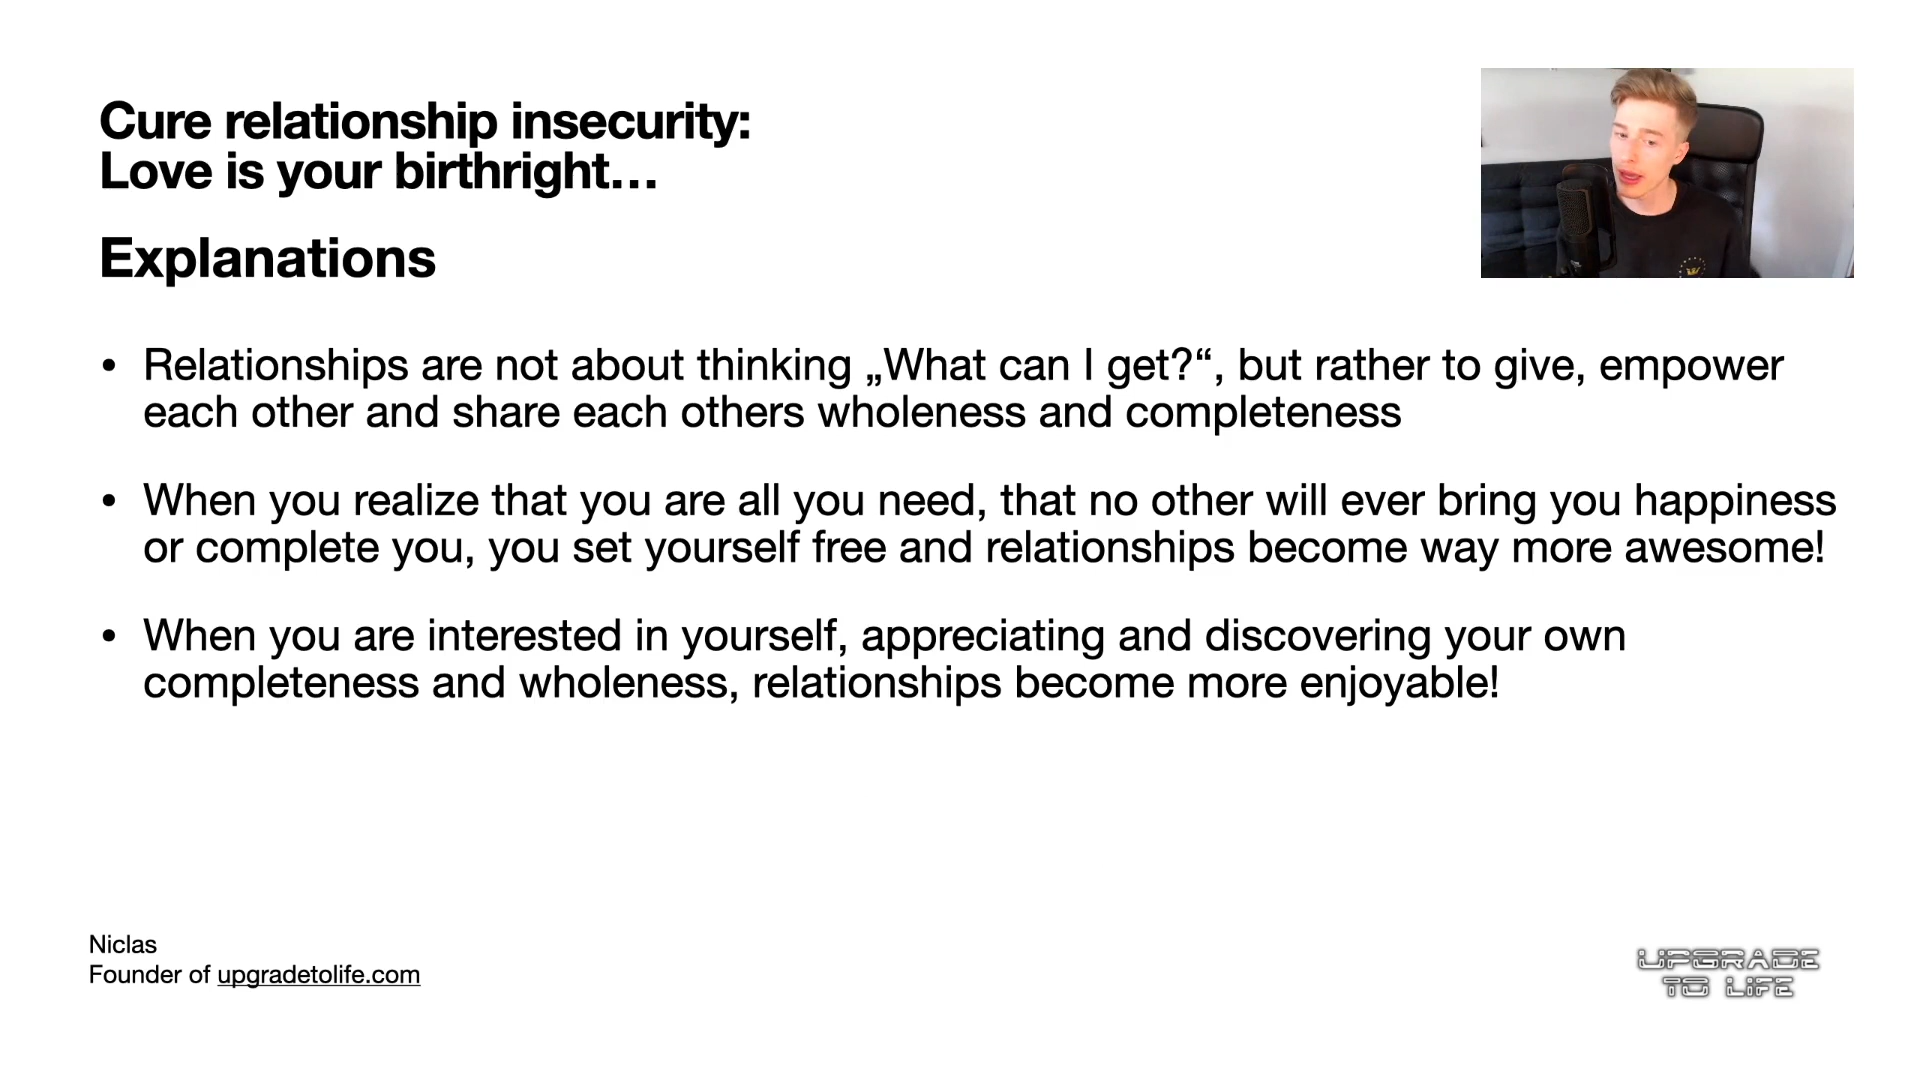 Cure relationship insecurity:
Love is your birthright…
Explanations
• Relationships are not about thinking „What can I get?“, but rather to give, empower
each other and share each others wholeness and completeness
• When you realize that you are all you need, that no other will ever bring you happiness
or complete you, you set yourself free and relationships become way more awesome!
• When you are interested in yourself, appreciating and discovering your own
completeness and wholeness, relationships become more enjoyable!
Niclas
Founder of upgradetolife.com
UPGRADE
TO LIFE